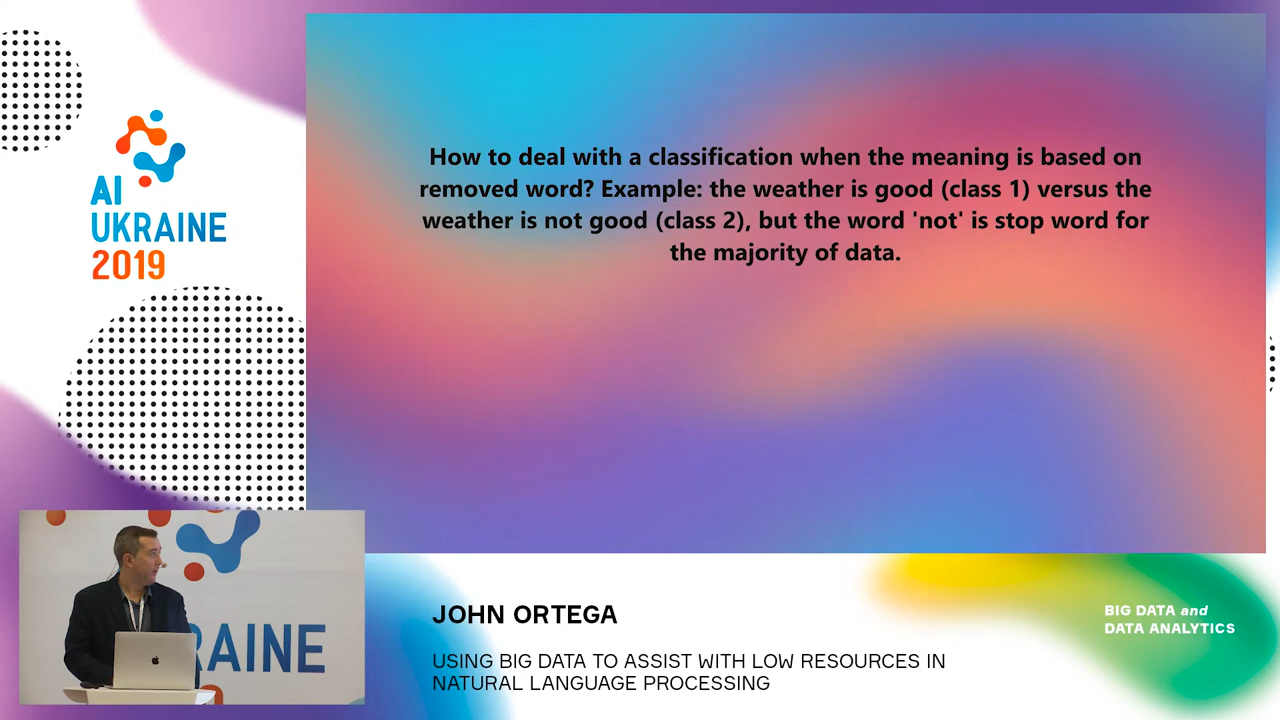 AI
UKRAINE
2019
How to deal with a classification when the meaning is based on
removed word? Example: the weather is good (class 1) versus the
weather is not good (class 2), but the word 'not' is stop word for
the majority of data.
RAINE
JOHN ORTEGA
USING BIG DATA TO ASSIST WITH LOW RESOURCES IN
NATURAL LANGUAGE PROCESSING
BIG DATA and
DATA ANALYTICS